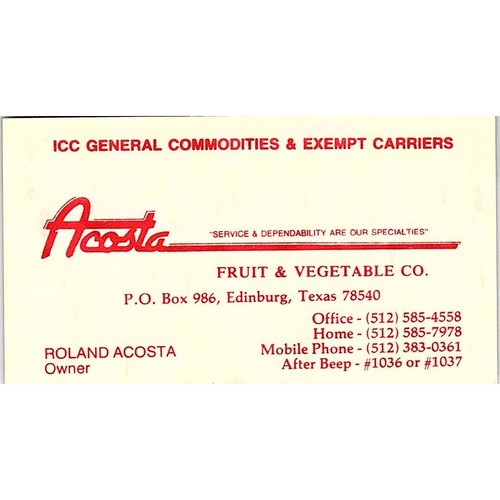 ICC GENERAL COMMODITIES & EXEMPT CARRIERS
Acosta
"SERVICE & DEPENDABILITY ARE OUR SPECIALTIES"
FRUIT & VEGETABLE CO.
P.O. Box 986, Edinburg, Texas 78540
Office - (512) 585-4558
Home - (512) 585-7978
ROLAND ACOSTA
Mobile Phone - (512) 383-0361
Owner
After Beep - #1036 or #1037